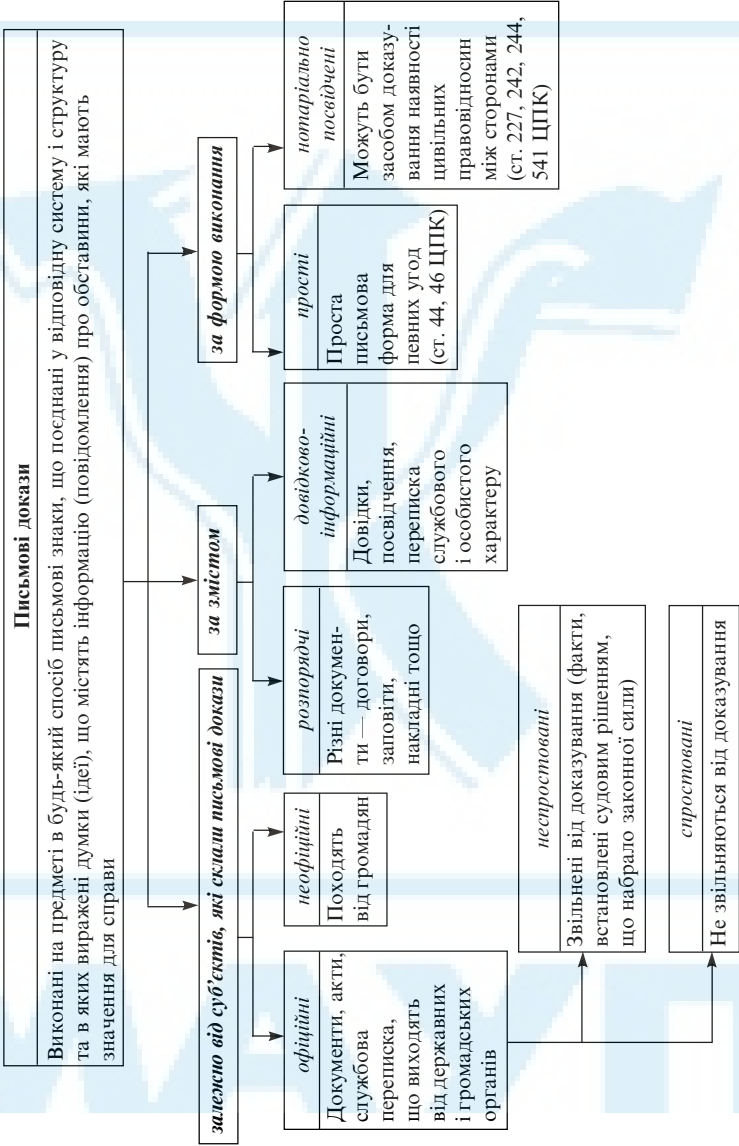 Письмові докази
Виконані на предметі в будь-який спосіб письмові знаки, що поєднані у відповідну систему і структуру
та в яких виражені думки (ідеї), що містять інформацію (повідомлення) про обставини, які мають
значення для справи
залежно від суб’єктів, які склали письмові докази
офіційні
Документи, акти,
службова
переписка,
що виходять
від державних
і громадських
органів
неофіційні
Походять
від громадян
неспростовані
Звільнені від доказування (факти,
встановлені судовим рішенням,
що набрало законної сили)
спростовані
Не звільняються від доказування
за змістом
розпорядчі
Різні докумен-
ти — договори,
заповіти,
накладні тощо
довідково-
інформаційні
Довідки,
посвідчення,
переписка
службового
і особистого
характеру
за формою виконання
прості
Проста
письмова
форма для
певних угод
(ст. 44, 46 ЦПК)
нотаріально
посвідчені
Можуть бути
засобом доказу-
вання наявності
цивільних
правовідносин
між сторонами
(ст. 227, 242, 244,
541 ЦПК)
МАУП